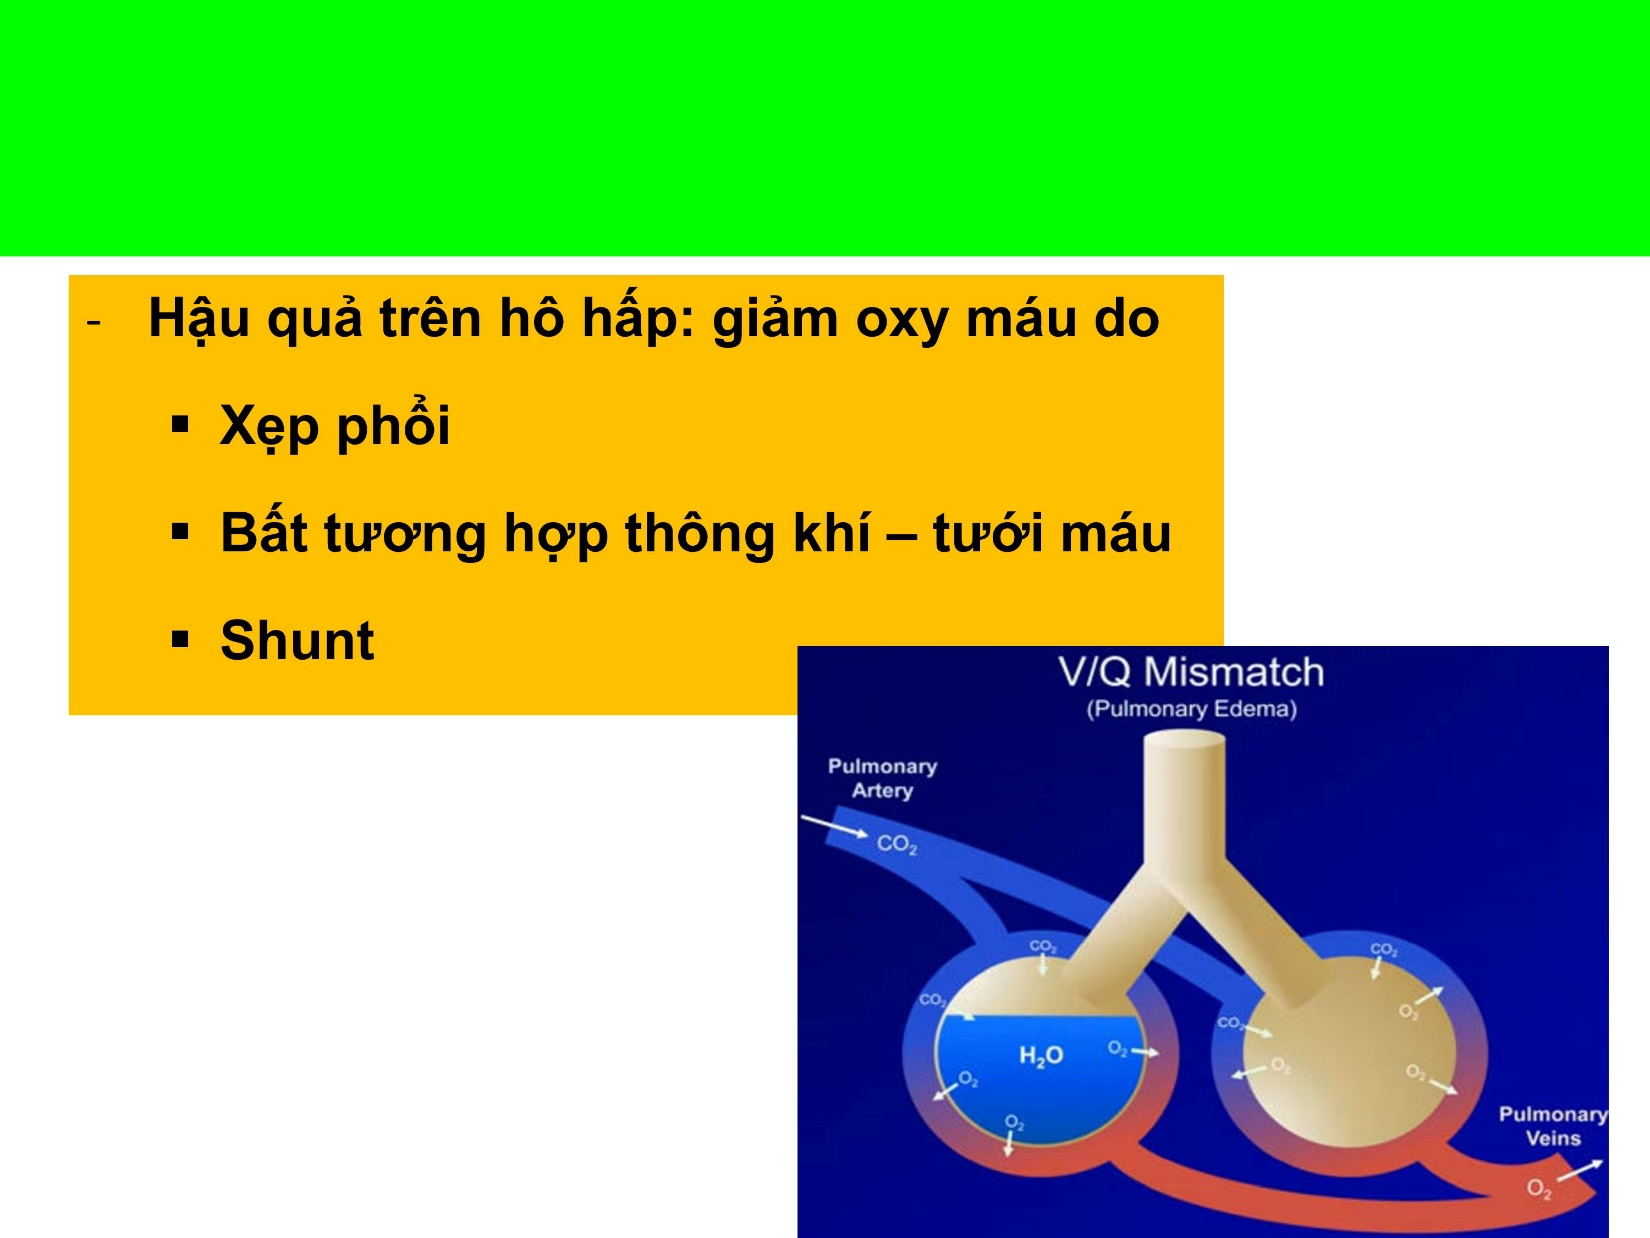 - Hậu quả trên hô hấp: giảm oxy máu do
▪ Xẹp phổi
▪ Bất tương hợp thông khí – tưới máu
▪ Shunt
V/Q Mismatch
(Pulmonary Edema)
Pulmonary
Artery
CO₂
CO₂
CO₂
CO₂
O₂
CO₂
H₂O
O₂
O₂
O₂
O₂
O₂
Pulmonary
Veins
O₂